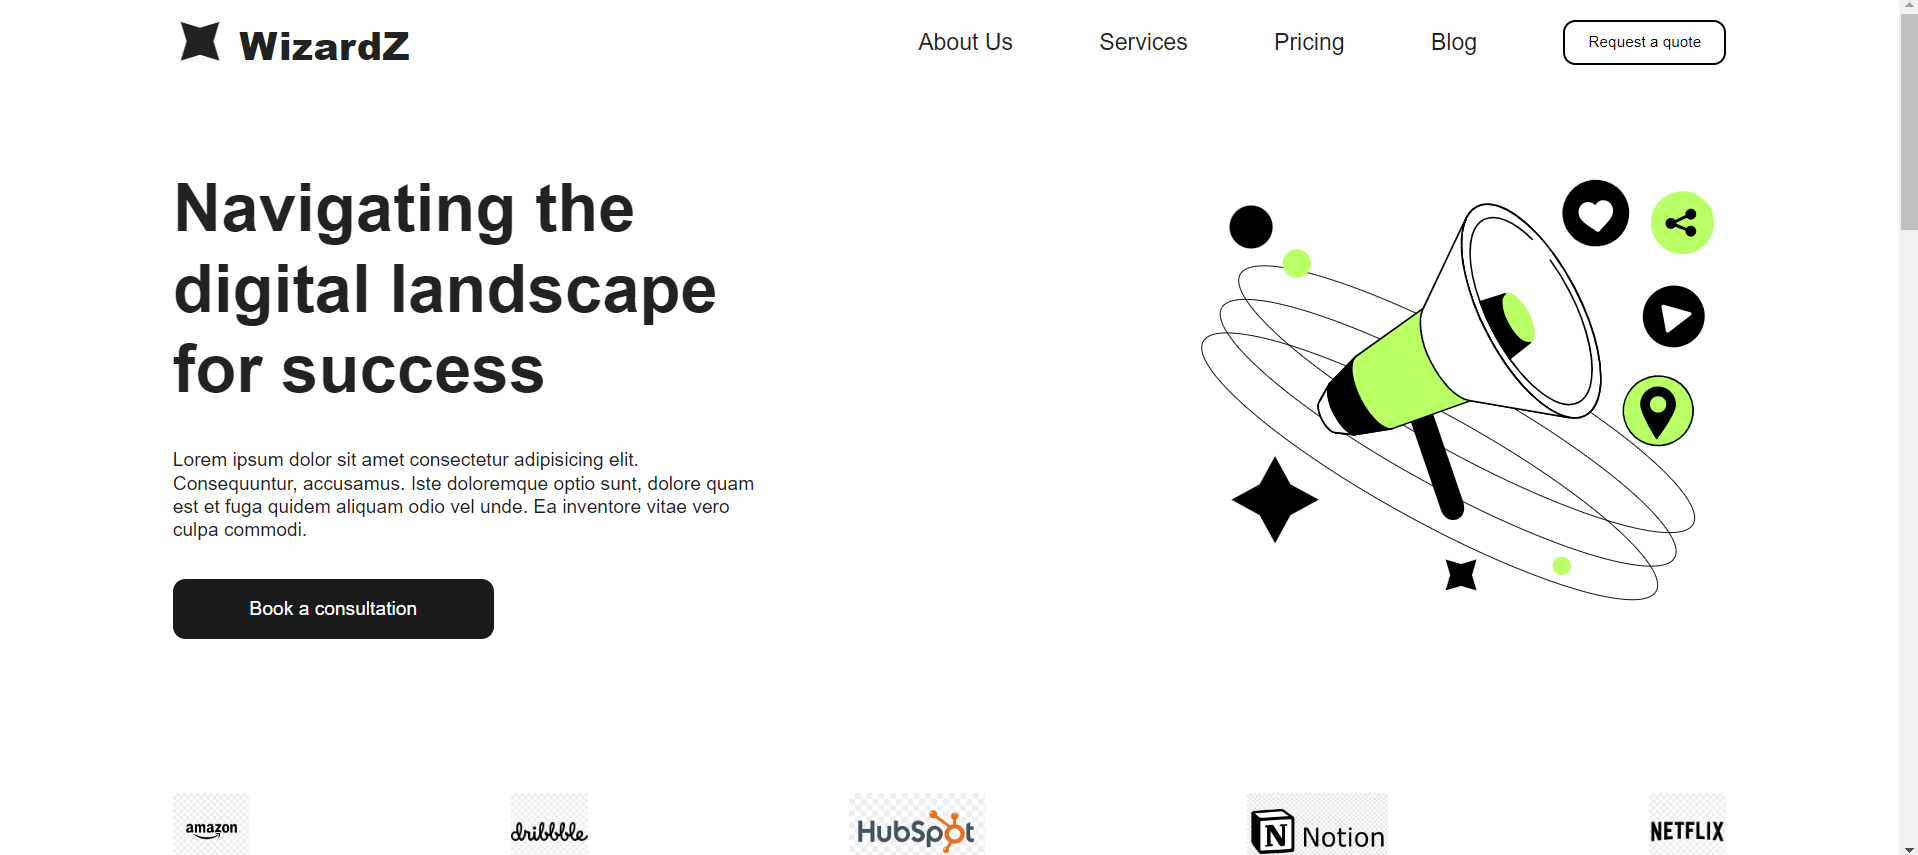 WizardZ
About Us
Services
Pricing
Blog
Request a quote
Navigating the
digital landscape
for success
Lorem ipsum dolor sit amet consectetur adipisicing elit.
Consequuntur, accusamus. Iste doloremque optio sunt, dolore quam
est et fuga quidem aliquam odio vel unde. Ea inventore vitae vero
culpa commodi.
Book a consultation
amazon
dribbble
HubSpot
N Notion
NETFLIX